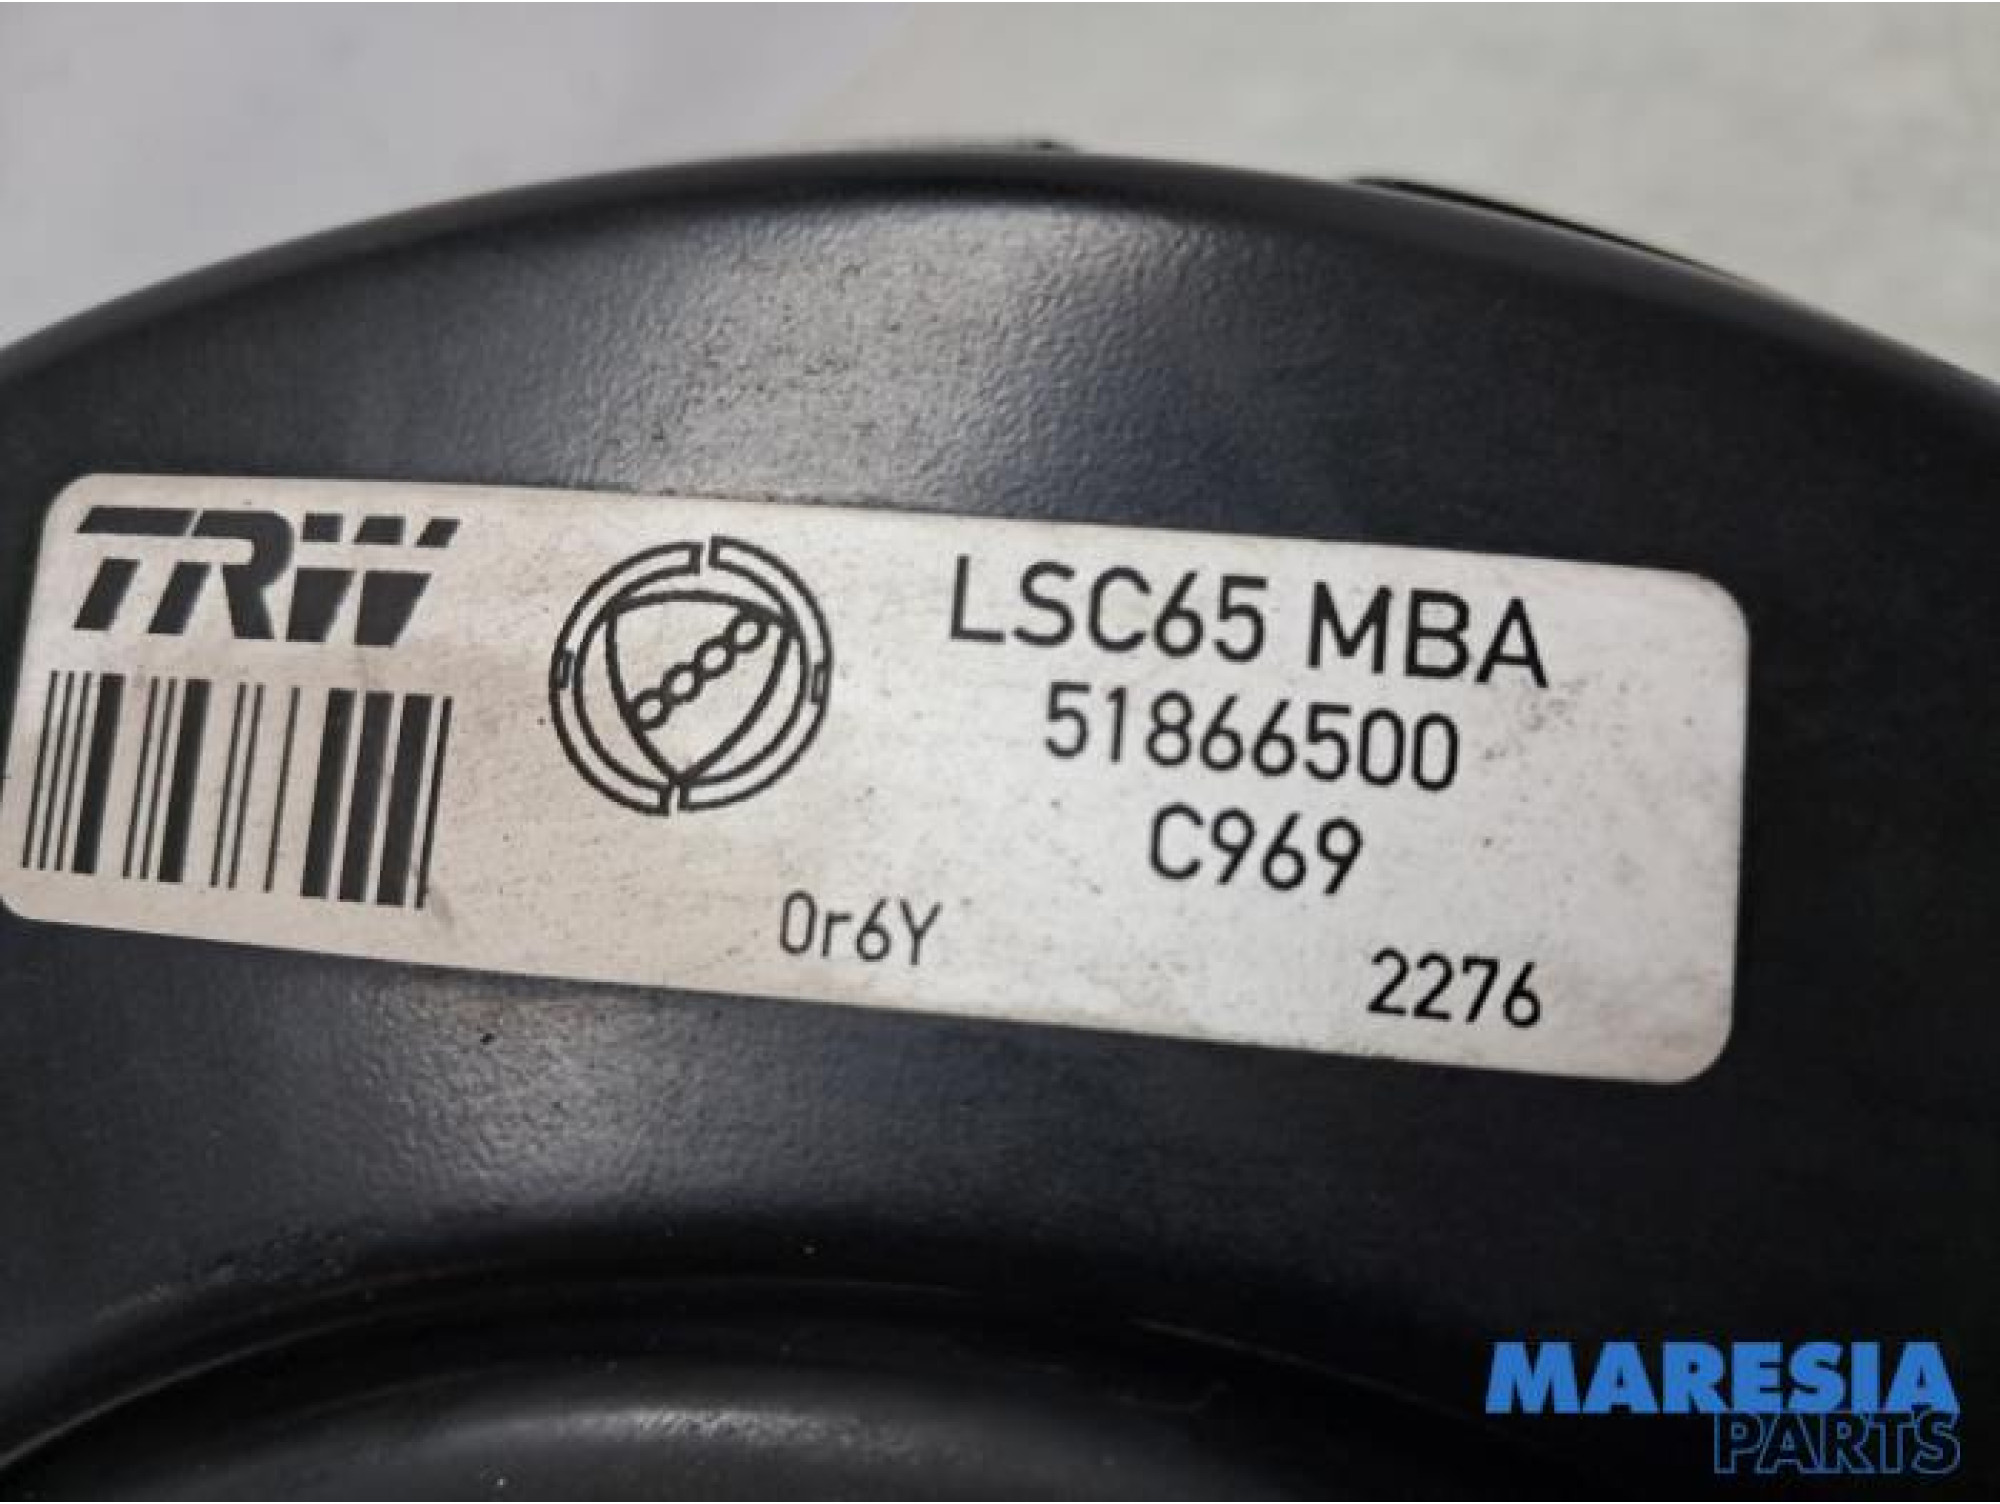 TRW
LSC65 MBA
51866500
C969
0r6Y
2276
MARESIA
PARTS